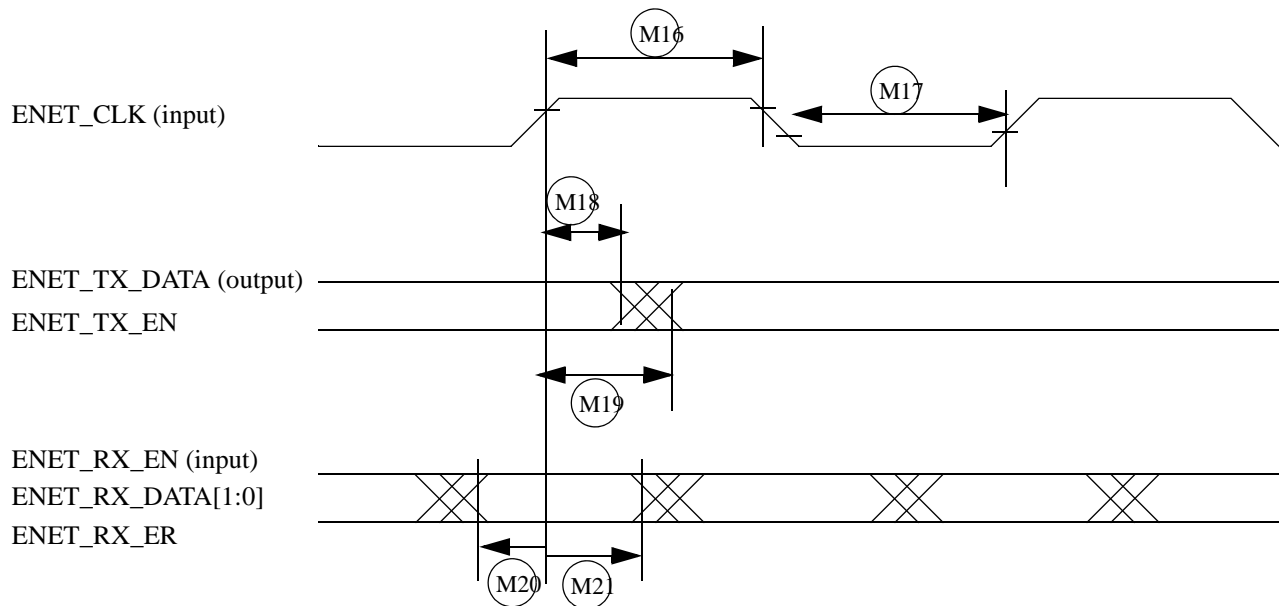 M16
ENET_CLK (input)
M17
M18
ENET_TX_DATA (output)
ENET_TX_EN
M19
ENET_RX_EN (input)
ENET_RX_DATA[1:0]
ENET_RX_ER
M20
M21